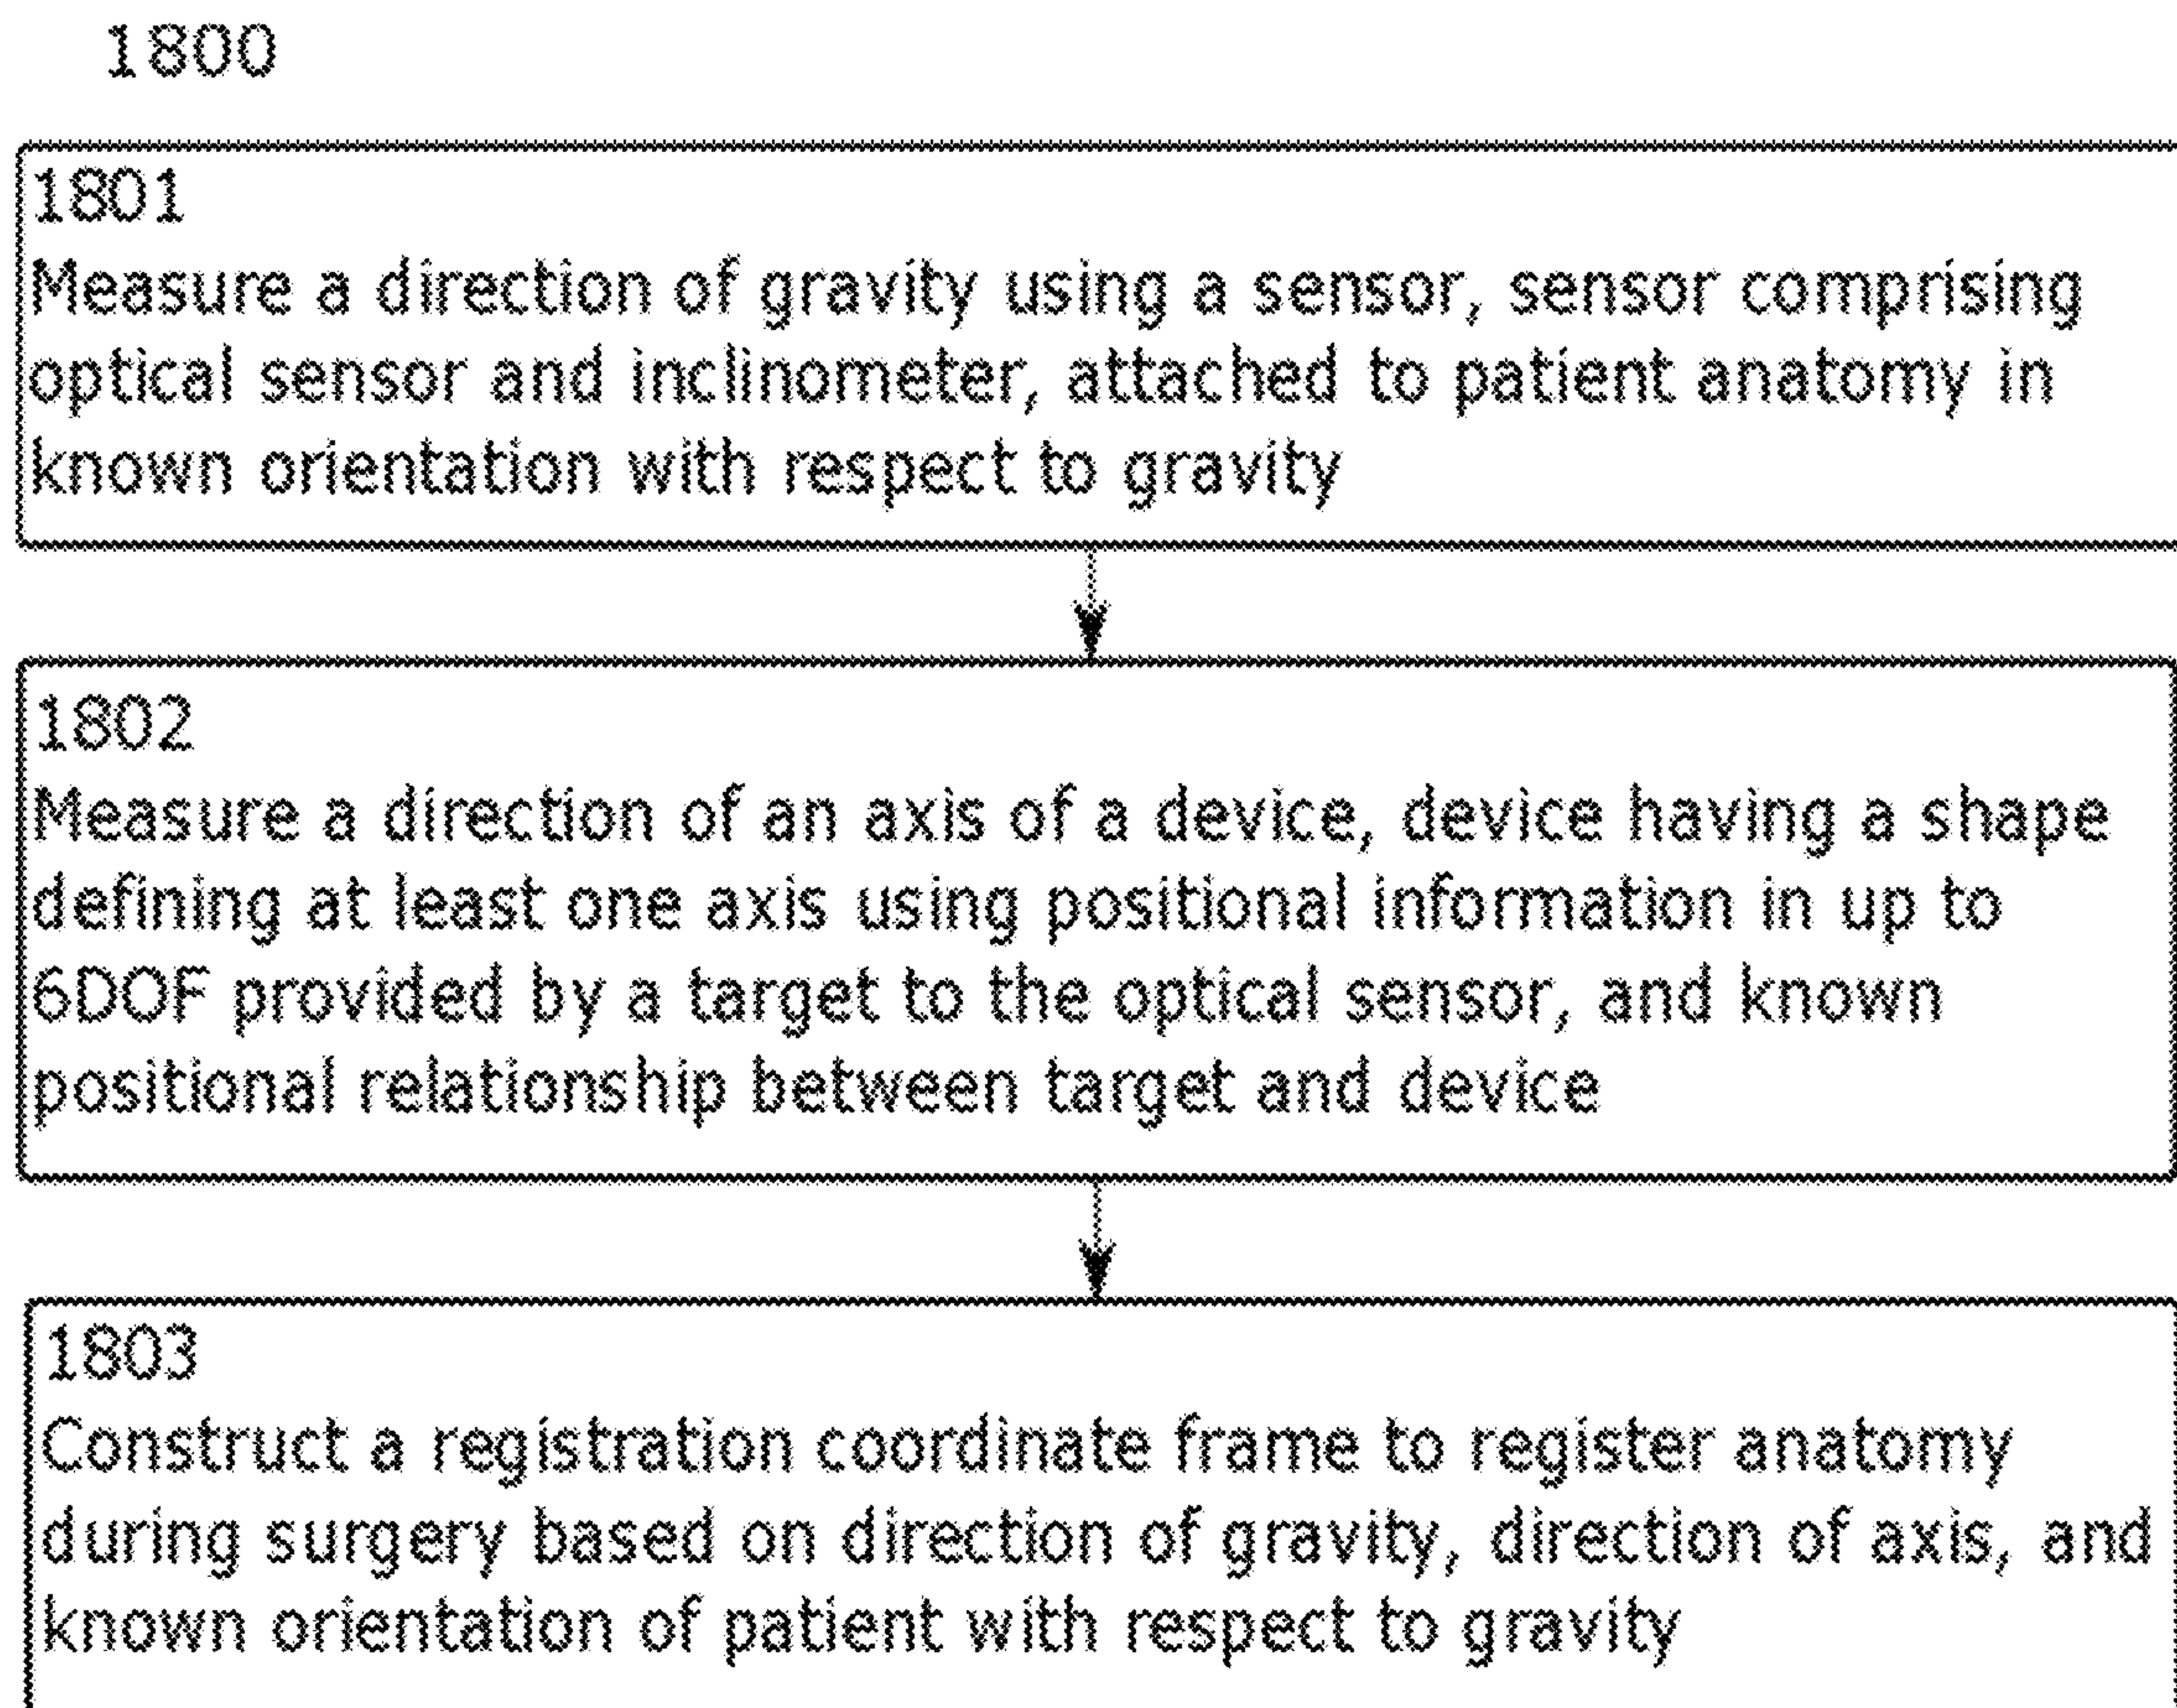 1800
1801
Measure a direction of gravity using a sensor, sensor comprising
optical sensor and inclinometer, attached to patient anatomy in
known orientation with respect to gravity
1802
Measure a direction of an axis of a device, device having a shape
defining at least one axis using positional information in up to
6DOF provided by a target to the optical sensor, and known
positional relationship between target and device
1803
Construct a registration coordinate frame to register anatomy
during surgery based on direction of gravity, direction of axis, and
known orientation of patient with respect to gravity